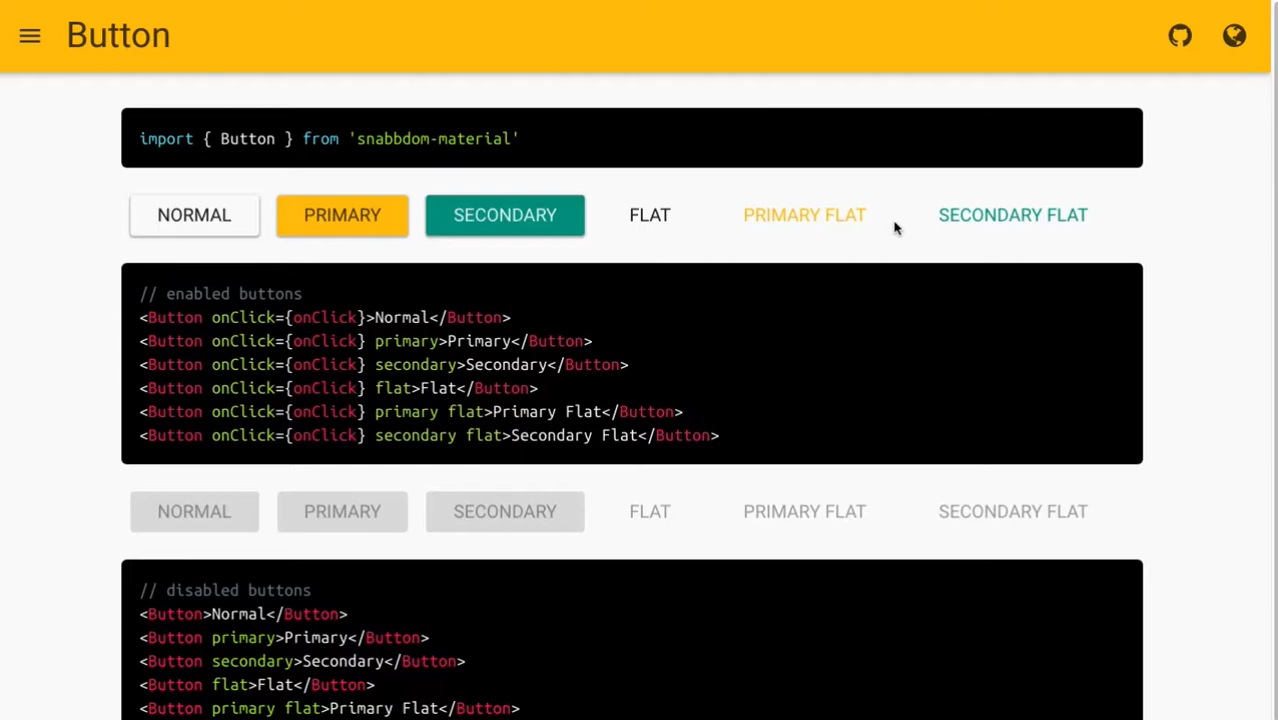 Button
import { Button } from 'snabbdom-material'
NORMAL PRIMARY SECONDARY FLAT PRIMARY FLAT SECONDARY FLAT
// enabled buttons
<Button onClick={onClick}>Normal</Button>
<Button onClick={onClick} primary>Primary</Button>
<Button onClick={onClick} secondary>Secondary</Button>
<Button onClick={onClick} flat>Flat</Button>
<Button onClick={onClick} primary flat>Primary Flat</Button>
<Button onClick={onClick} secondary flat>Secondary Flat</Button>
NORMAL PRIMARY SECONDARY FLAT PRIMARY FLAT SECONDARY FLAT
// disabled buttons
<Button>Normal</Button>
<Button primary>Primary</Button>
<Button secondary>Secondary</Button>
<Button flat>Flat</Button>
<Button primary flat>Primary Flat</Button>